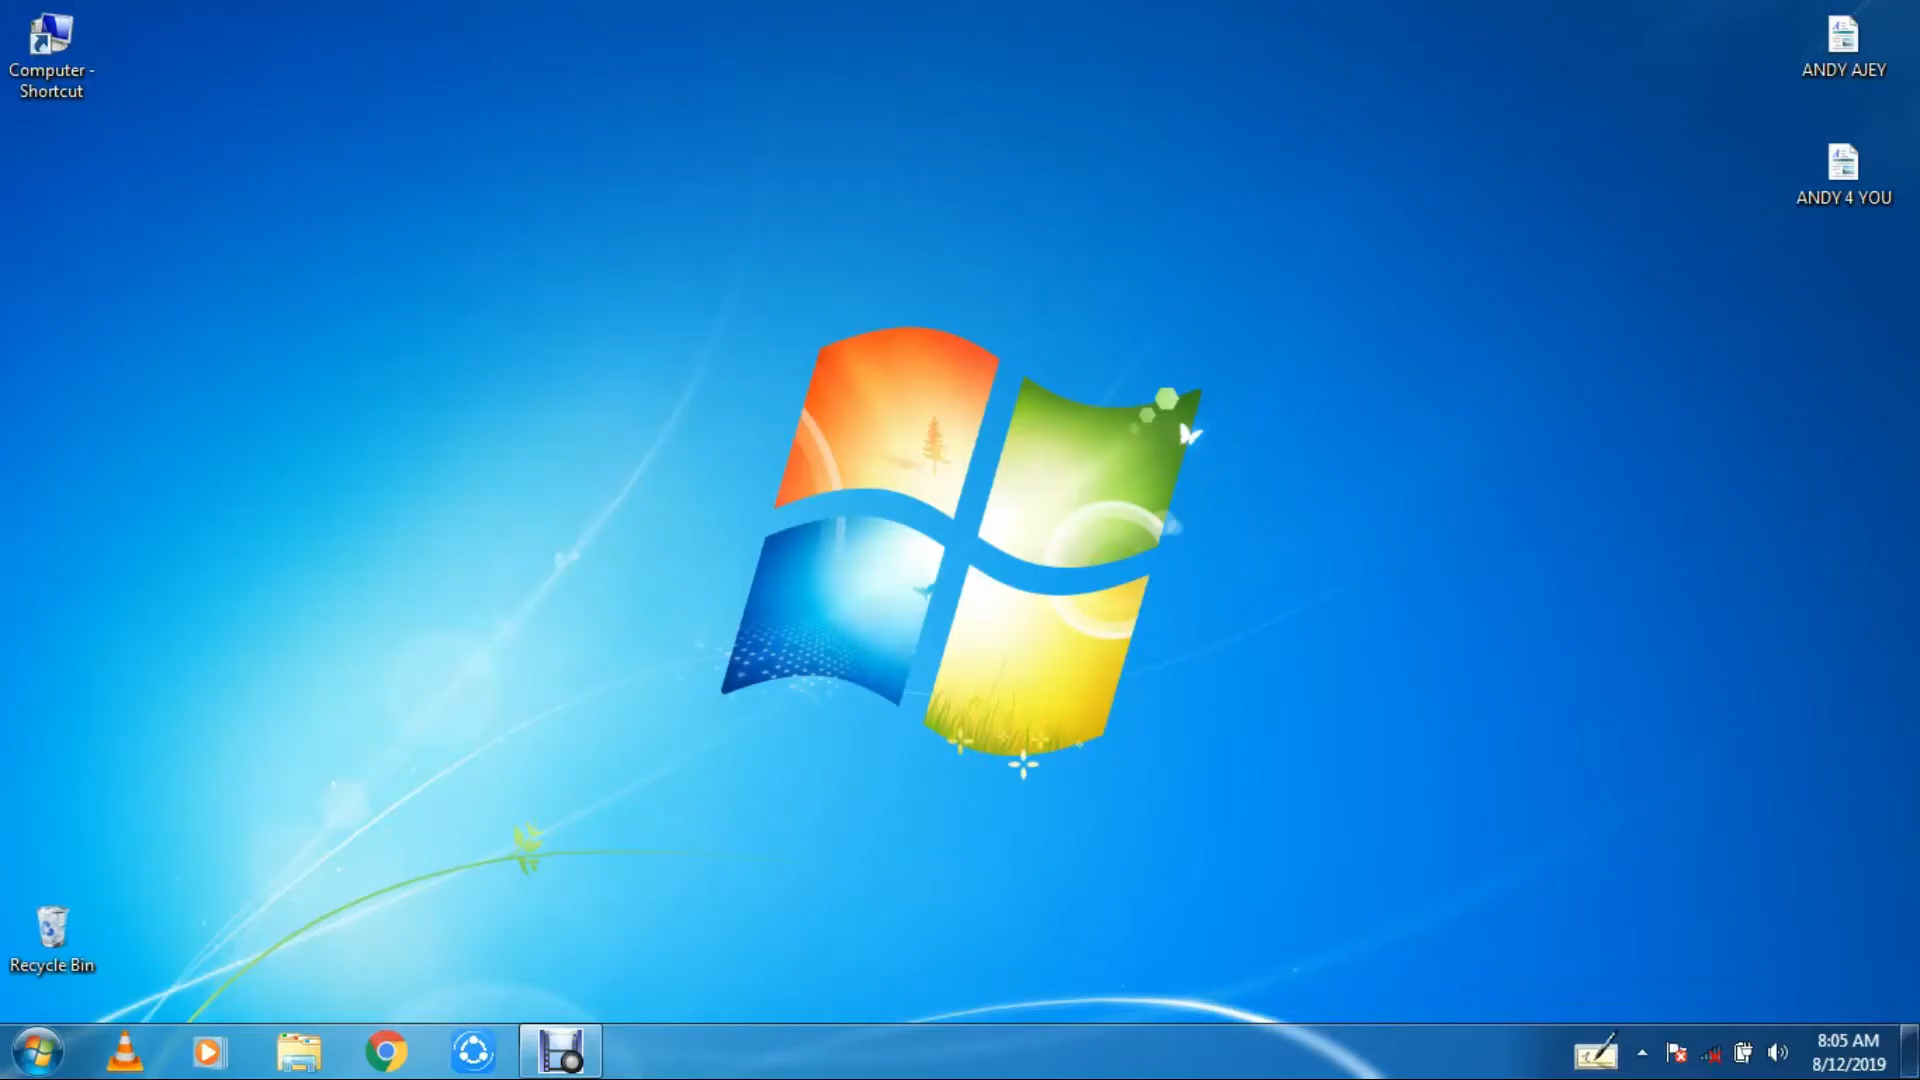 Computer -
Shortcut
ANDY AJEY
ANDY 4 YOU
Recycle Bin
8:05 AM
8/12/2019